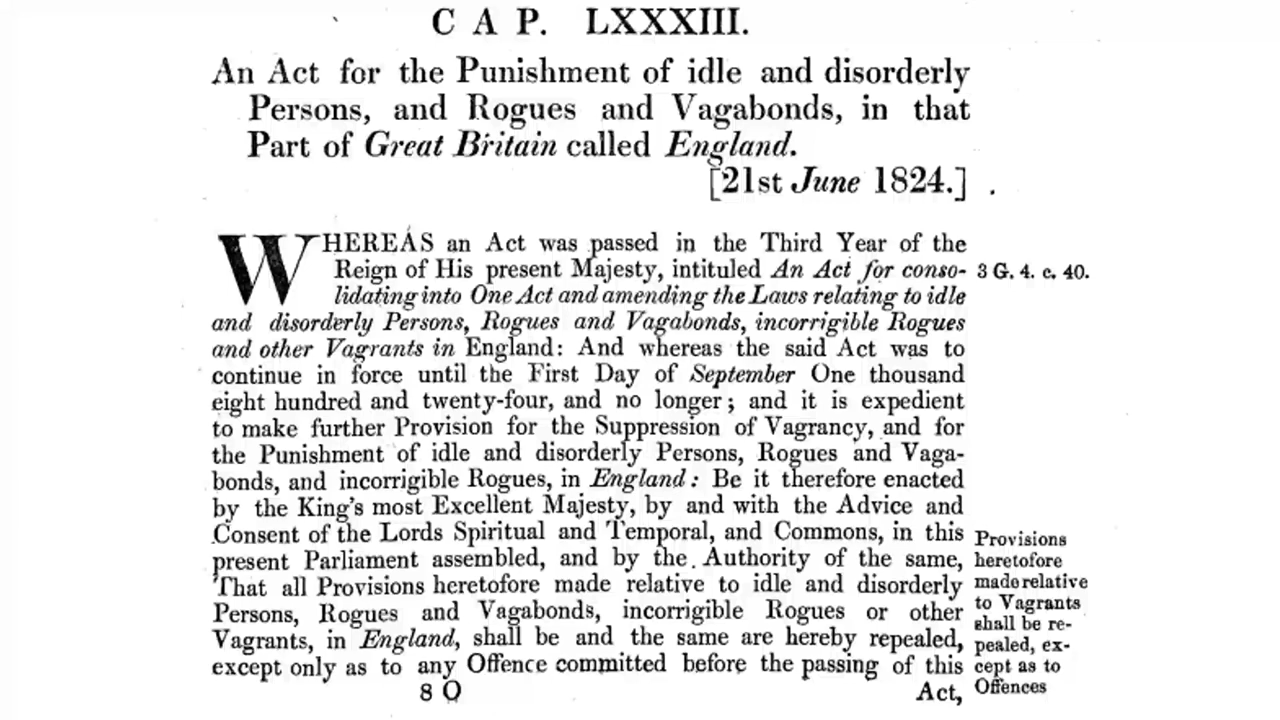 CAP. LXXXIII.
An Act for the Punishment of idle and disorderly
Persons, and Rogues and Vagabonds, in that
Part of Great Britain called England.
[21st June 1824.]
WHEREAS an Act was passed in the Third Year of the
Reign of His present Majesty, intituled An Act for conso-
lidating into One Act and amending the Laws relating to idle
and disorderly Persons, Rogues and Vagabonds, incorrigible Rogues
and other Vagrants in England: And whereas the said Act was to
continue in force until the First Day of September One thousand
eight hundred and twenty-four, and no longer; and it is expedient
to make further Provision for the Suppression of Vagrancy, and for
the Punishment of idle and disorderly Persons, Rogues and Vaga-
bonds, and incorrigible Rogues, in England: Be it therefore enacted
by the King's most Excellent Majesty, by and with the Advice and
Consent of the Lords Spiritual and Temporal, and Commons, in this
present Parliament assembled, and by the Authority of the same,
That all Provisions heretofore made relative to idle and disorderly
Persons, Rogues and Vagabonds, incorrigible Rogues or other
Vagrants, in England, shall be and the same are hereby repealed,
except only as to any Offence committed before the passing of this
8 O
Act,
3 G. 4. c. 40.
Provisions
heretofore
made relative
to Vagrants
shall be re-
pealed, ex-
cept as to
Offences